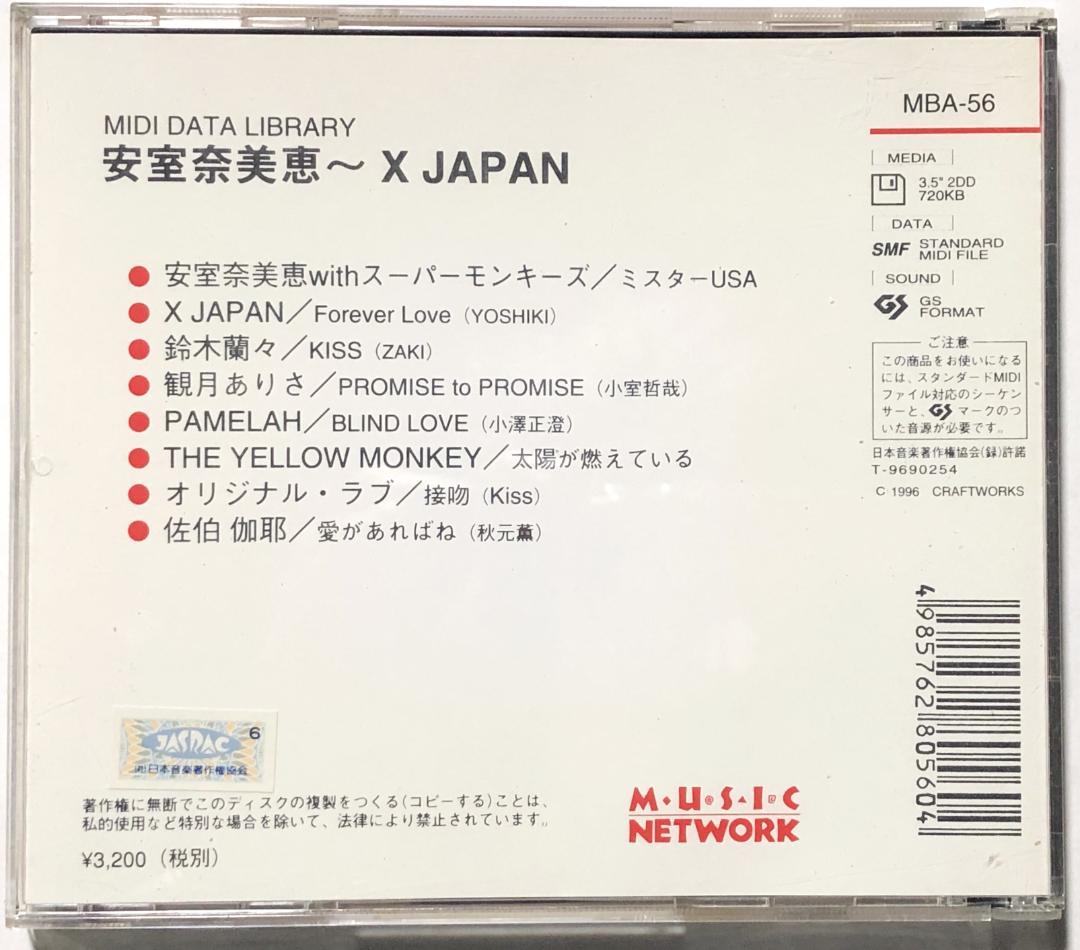 MIDI DATA LIBRARY
安室奈美恵～ X JAPAN
安室奈美恵withスーパーモンキーズ／ミスターUSA
X JAPAN／Forever Love（YOSHIKI）
鈴木蘭々／KISS（ZAKI）
観月ありさ／PROMISE to PROMISE（小室哲哉）
PAMELAH／BLIND LOVE（小澤正澄）
THE YELLOW MONKEY／太陽が燃えている
オリジナル・ラブ／接吻（Kiss）
佐伯 伽耶／愛があればね（秋元薫）
MBA-56
MEDIA
3.5" 2DD
720KB
DATA
SMF STANDARD
MIDI FILE
SOUND
GS GS
FORMAT
ご注意
この商品をお使いになる
には、スタンダードMIDI
ファイル対応のシーケン
サーと、GSマークのつ
いた音源が必要です。
日本音楽著作権協会(録)許諾
T-9690254
C 1996 CRAFTWORKS
4985762805604
JASRAC 6
(社)日本音楽著作権協会
著作権に無断でこのディスクの複製をつくる(コピーする)ことは、
私的使用など特別な場合を除いて、法律により禁止されています。
¥3,200（税別）
M・U・S・I・C
NETWORK